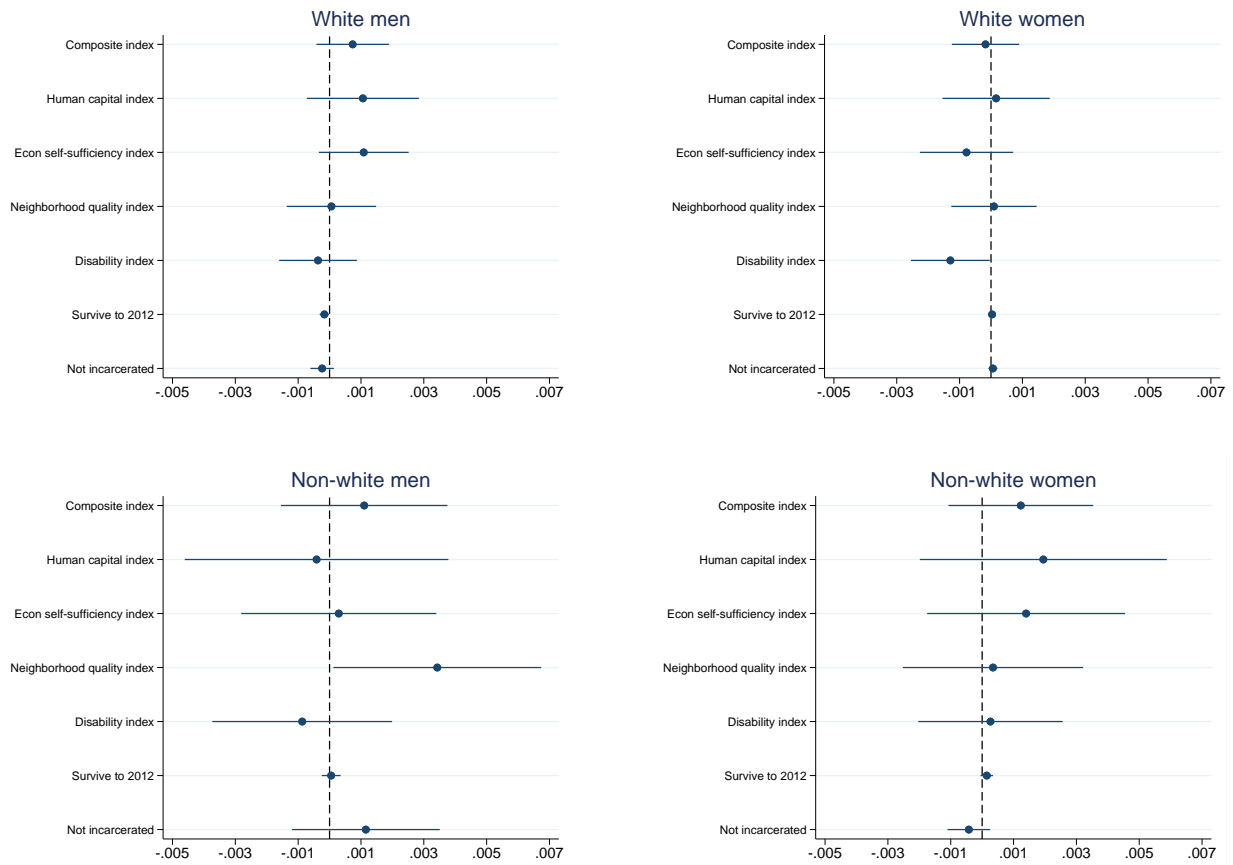 White men
Composite index
Human capital index
Econ self-sufficiency index
Neighborhood quality index
Disability index
Survive to 2012
Not incarcerated
-.005 -.003 -.001 .001 .003 .005 .007
White women
Composite index
Human capital index
Econ self-sufficiency index
Neighborhood quality index
Disability index
Survive to 2012
Not incarcerated
-.005 -.003 -.001 .001 .003 .005 .007
Non-white men
Composite index
Human capital index
Econ self-sufficiency index
Neighborhood quality index
Disability index
Survive to 2012
Not incarcerated
-.005 -.003 -.001 .001 .003 .005 .007
Non-white women
Composite index
Human capital index
Econ self-sufficiency index
Neighborhood quality index
Disability index
Survive to 2012
Not incarcerated
-.005 -.003 -.001 .001 .003 .005 .007